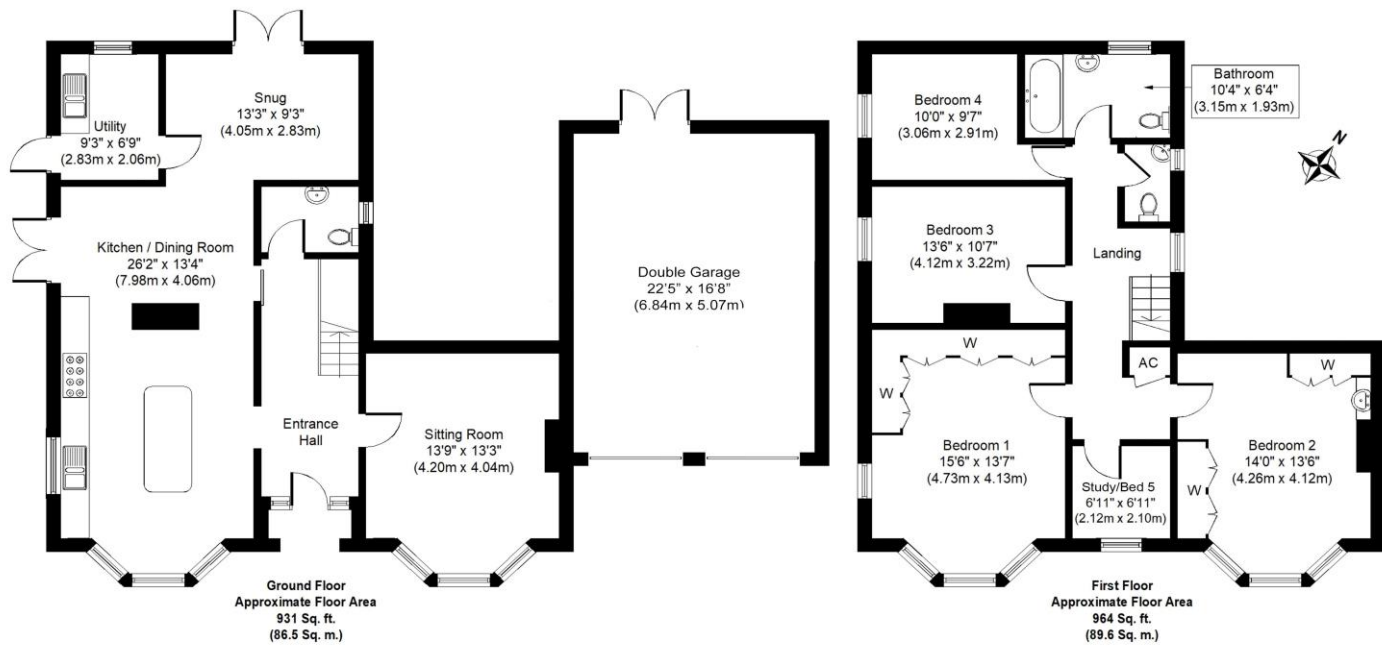 Utility
9'3" x 6'9"
(2.83m x 2.06m)
Snug
13'3" x 9'3"
(4.05m x 2.83m)
Kitchen / Dining Room
26'2" x 13'4"
(7.98m x 4.06m)
Entrance
Hall
Sitting Room
13'9" x 13'3"
(4.20m x 4.04m)
Double Garage
22'5" x 16'8"
(6.84m x 5.07m)
Ground Floor
Approximate Floor Area
931 Sq. ft.
(86.5 Sq. m.)
Bedroom 4
10'0" x 9'7"
(3.06m x 2.91m)
Bathroom
10'4" x 6'4"
(3.15m x 1.93m)
N
Bedroom 3
13'6" x 10'7"
(4.12m x 3.22m)
Landing
W
W
AC
W
Bedroom 1
15'6" x 13'7"
(4.73m x 4.13m)
Study/Bed 5
6'11" x 6'11"
(2.12m x 2.10m)
W
Bedroom 2
14'0" x 13'6"
(4.26m x 4.12m)
First Floor
Approximate Floor Area
964 Sq. ft.
(89.6 Sq. m.)